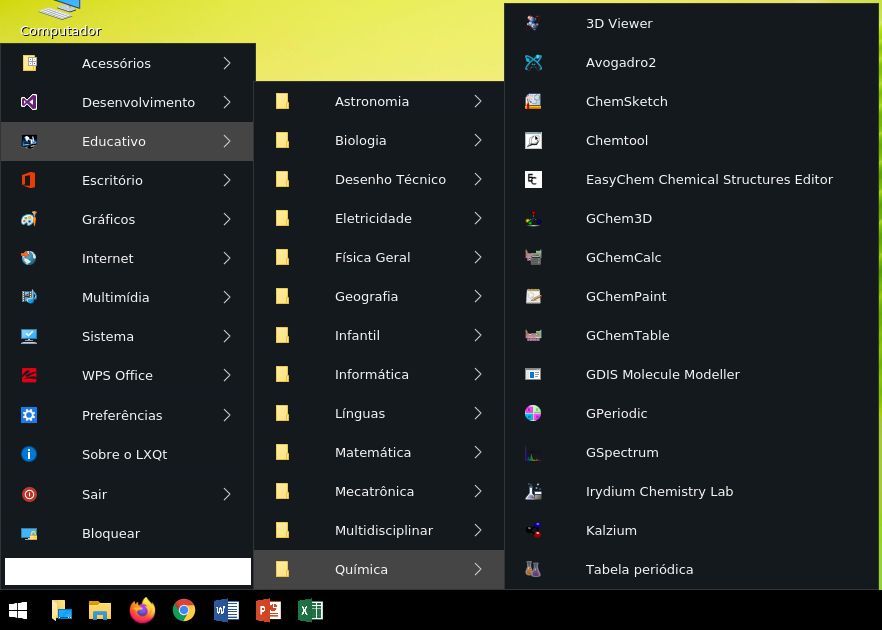 Computador
Acessórios
Desenvolvimento
Educativo
Escritório
Gráficos
Internet
Multimídia
Sistema
WPS Office
Preferências
Sobre o LXQt
Sair
Bloquear
Astronomia
Biologia
Desenho Técnico
Eletricidade
Física Geral
Geografia
Infantil
Informática
Línguas
Matemática
Mecatrônica
Multidisciplinar
Química
3D Viewer
Avogadro2
ChemSketch
Chemtool
EasyChem Chemical Structures Editor
GChem3D
GChemCalc
GChemPaint
GChemTable
GDIS Molecule Modeller
GPeriodic
GSpectrum
Irydium Chemistry Lab
Kalzium
Tabela periódica